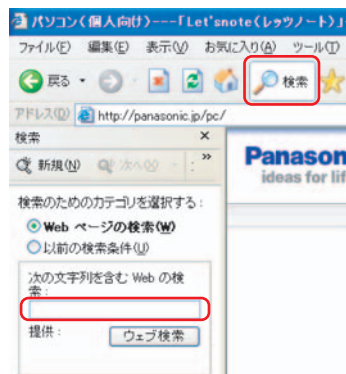 パソコン(個人向け)---「Let'snote(レッツノート)よ
ファイル(F) 編集(E) 表示(V) お気に入り(A) ツール(T)
戻る 検索
アドレス(D) http://panasonic.jp/pc/
検索 ×
新規(N) 次へ(X) »
Panason
ideas for lif
検索のためのカテゴリを選択する:
Web ページの検索(W)
以前の検索条件(U)
次の文字列を含む Web の検
索:
提供: ウェブ検索